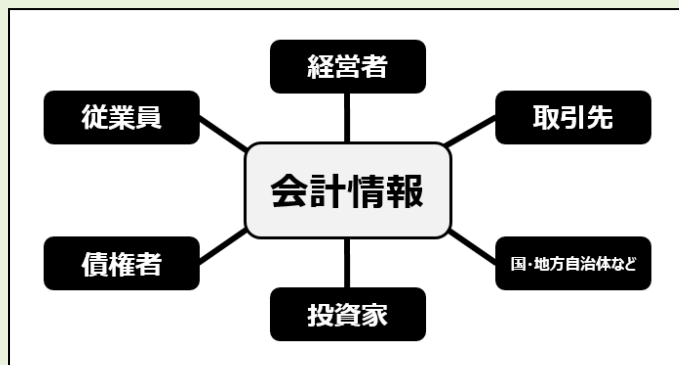 経営者
従業員
取引先
会計情報
債権者
国・地方自治体など
投資家